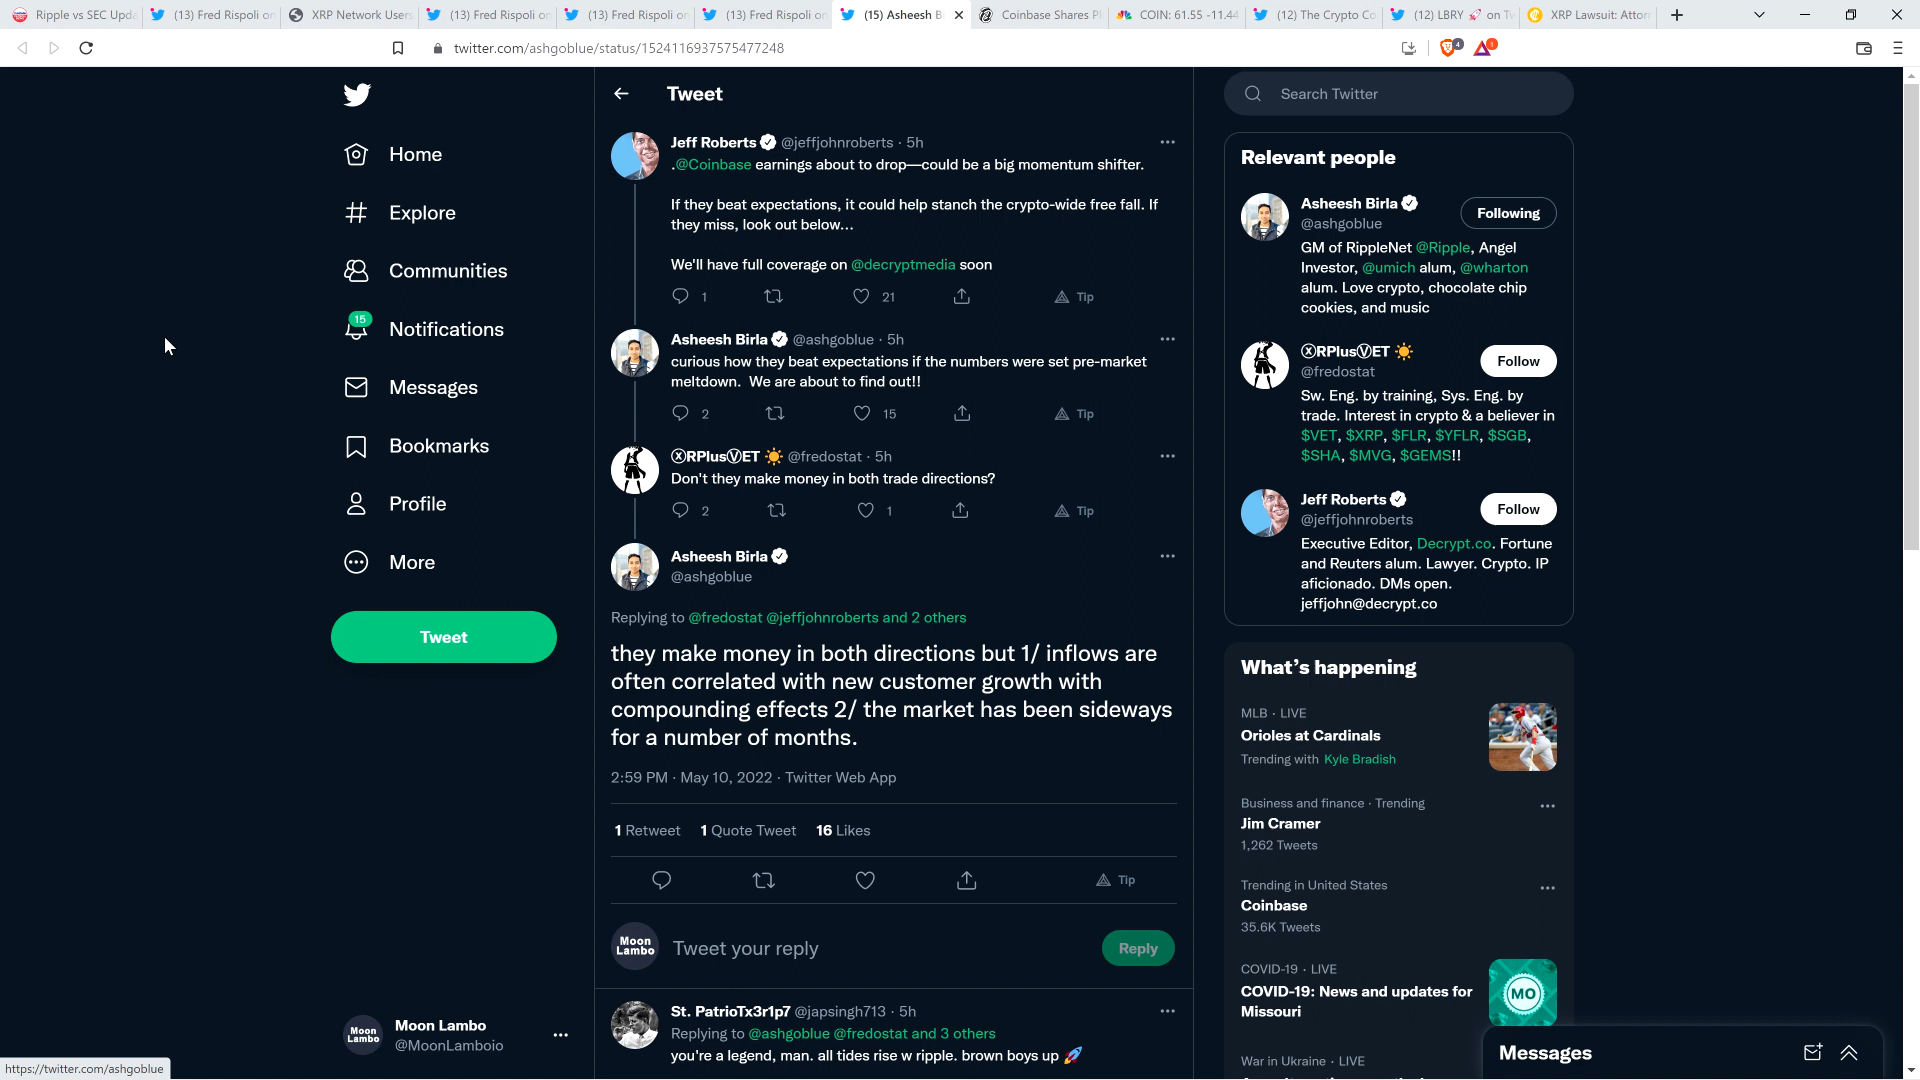 Ripple vs SEC Upda
(13) Fred Rispoli on
XRP Network Users
(13) Fred Rispoli on
(13) Fred Rispoli on
(13) Fred Rispoli on
(15) Asheesh B
Coinbase Shares Pl
COIN: 61.55 -11.44
(12) The Crypto Co
(12) LBRY 🚀 on Tw
XRP Lawsuit: Attor
twitter.com/ashgoblue/status/1524116937575477248
4
1
Home
Explore
Communities
15
Notifications
Messages
Bookmarks
Profile
More
Tweet
Moon Lambo
Moon Lambo
@MoonLamboio
https://twitter.com/ashgoblue
Tweet
Jeff Roberts @jeffjohnroberts · 5h
.@Coinbase earnings about to drop—could be a big momentum shifter.
If they beat expectations, it could help stanch the crypto-wide free fall. If
they miss, look out below...
We'll have full coverage on @decryptmedia soon
1 21 Tip
Asheesh Birla @ashgoblue · 5h
curious how they beat expectations if the numbers were set pre-market
meltdown. We are about to find out!!
2 15 Tip
ⓍRPlusⓋET ☀️ @fredostat · 5h
Don't they make money in both trade directions?
2 1 Tip
Asheesh Birla
@ashgoblue
Replying to @fredostat @jeffjohnroberts and 2 others
they make money in both directions but 1/ inflows are
often correlated with new customer growth with
compounding effects 2/ the market has been sideways
for a number of months.
2:59 PM · May 10, 2022 · Twitter Web App
1 Retweet 1 Quote Tweet 16 Likes
Tip
Moon Lambo
Tweet your reply
Reply
St. PatrioTx3r1p7 @japsingh713 · 5h
Replying to @ashgoblue @fredostat and 3 others
you're a legend, man. all tides rise w ripple. brown boys up 🚀
Search Twitter
Relevant people
Asheesh Birla
@ashgoblue
Following
GM of RippleNet @Ripple, Angel
Investor, @umich alum, @wharton
alum. Love crypto, chocolate chip
cookies, and music
ⓍRPlusⓋET ☀️
@fredostat
Follow
Sw. Eng. by training, Sys. Eng. by
trade. Interest in crypto & a believer in
$VET, $XRP, $FLR, $YFLR, $SGB,
$SHA, $MVG, $GEMS!!
Jeff Roberts
@jeffjohnroberts
Follow
Executive Editor, Decrypt.co. Fortune
and Reuters alum. Lawyer. Crypto. IP
aficionado. DMs open.
jeffjohn@decrypt.co
What's happening
MLB · LIVE
Orioles at Cardinals
Trending with Kyle Bradish
Business and finance · Trending
Jim Cramer
1,262 Tweets
Trending in United States
Coinbase
35.6K Tweets
COVID-19 · LIVE
COVID-19: News and updates for
Missouri
MO
War in Ukraine · LIVE
Messages